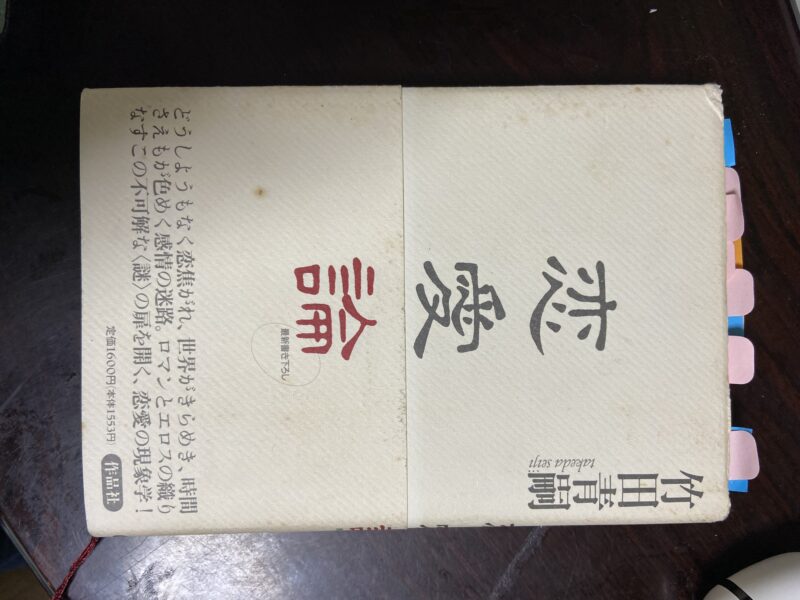 恋愛
論
竹田青嗣
takeda seiji
最新書き下ろし
どうしようもなく恋焦がれ、世界がきらめき、時間
さえもが色めく感情の迷路。ロマンとエロスの織り
なすこの不可解な〈謎〉の扉を開く、恋愛の現象学!
定価1600円(本体1553円)
作品社